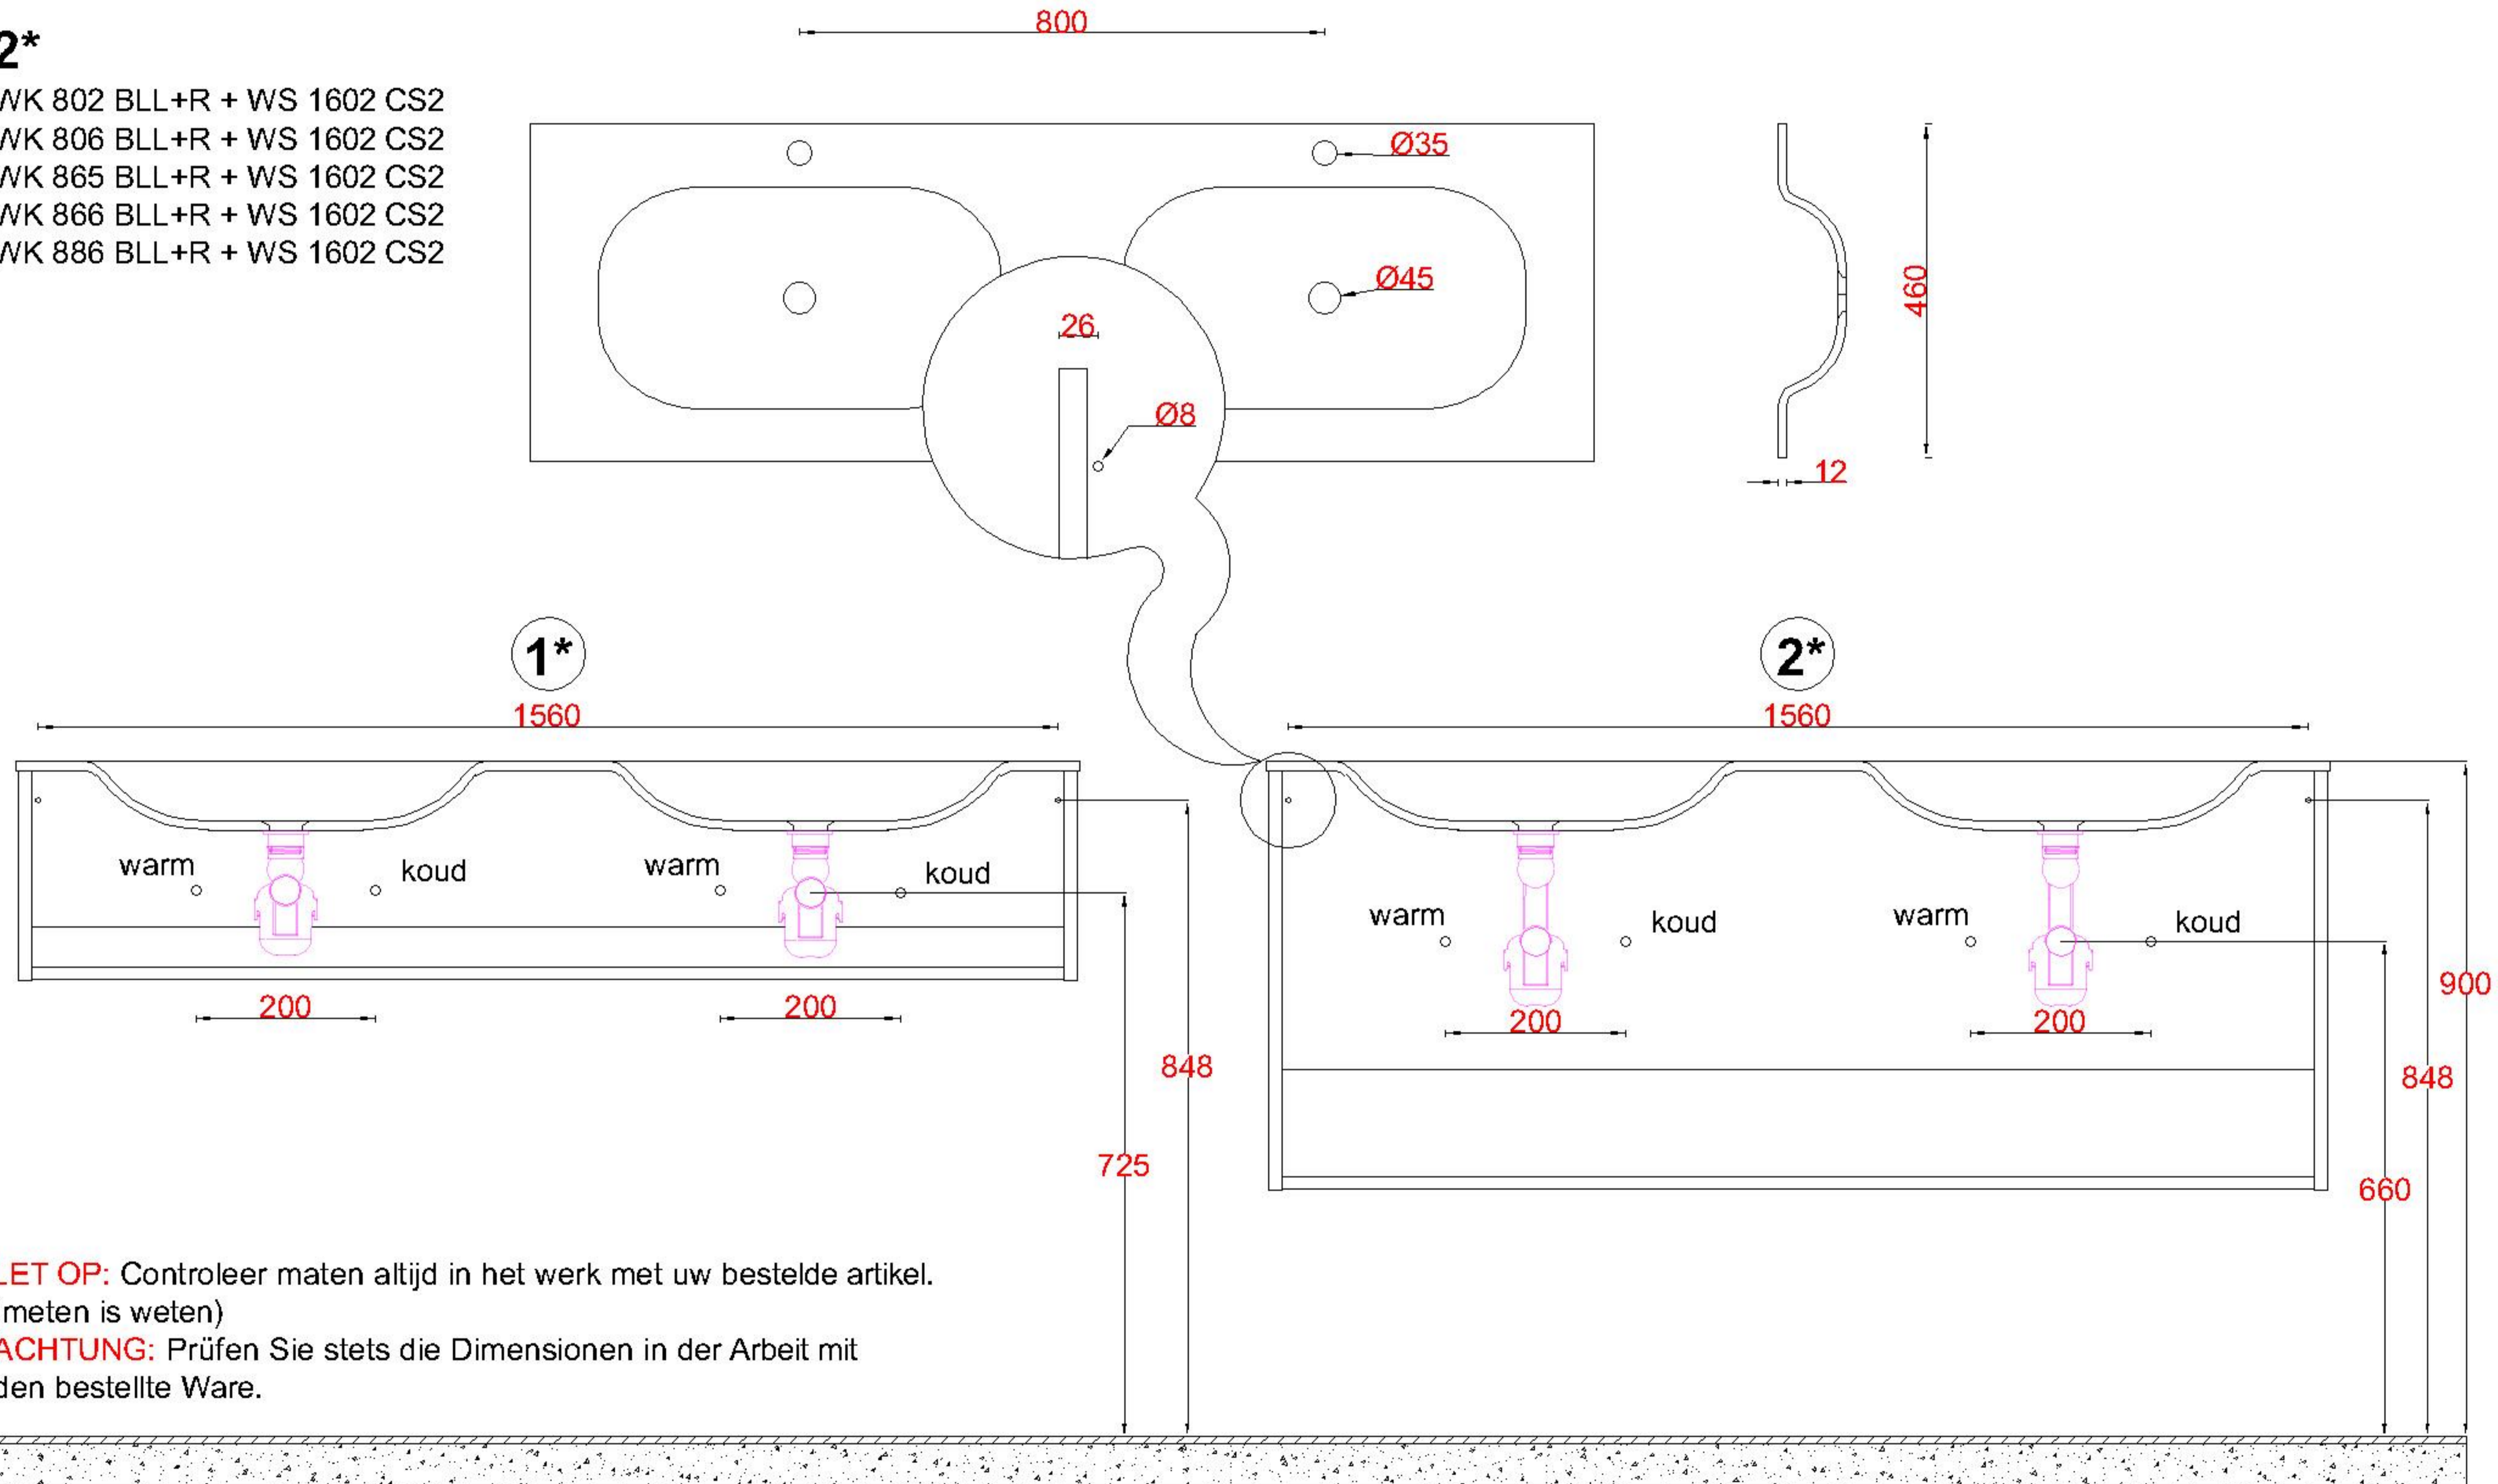 2*
WK 802 BLL+R + WS 1602 CS2
WK 806 BLL+R + WS 1602 CS2
WK 865 BLL+R + WS 1602 CS2
WK 866 BLL+R + WS 1602 CS2
WK 886 BLL+R + WS 1602 CS2
800
Ø35
Ø45
26
Ø8
460
12
1*
1560
warm
koud
warm
koud
200
200
725
848
2*
1560
warm
koud
warm
koud
200
200
660
848
900
LET OP: Controleer maten altijd in het werk met uw bestelde artikel.
meten is weten)
ACHTUNG: Prüfen Sie stets die Dimensionen in der Arbeit mit
den bestellte Ware.